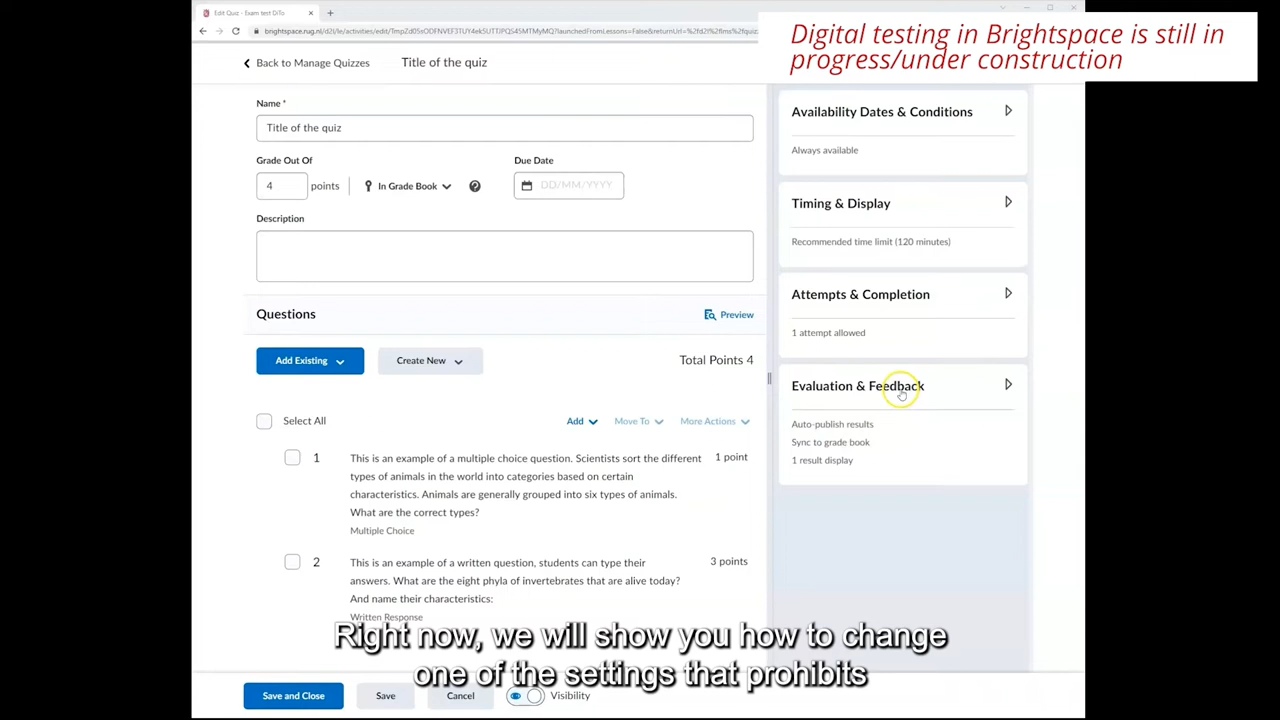 Edit Quiz - Exam test DiTo
Digital testing in Brightspace is still in
progress/under construction
Back to Manage Quizzes
Title of the quiz
Name *
Title of the quiz
Grade Out Of
Due Date
4
points
In Grade Book
DD/MM/YYYY
Description
Questions
Preview
Add Existing
Create New
Total Points 4
Select All
Add
Move To
More Actions
1
This is an example of a multiple choice question. Scientists sort the different
1 point
types of animals in the world into categories based on certain
characteristics. Animals are generally grouped into six types of animals.
What are the correct types?
Multiple Choice
2
This is an example of a written question, students can type their
3 points
answers. What are the eight phyla of invertebrates that are alive today?
And name their characteristics:
Written Response
Availability Dates & Conditions
Always available
Timing & Display
Recommended time limit (120 minutes)
Attempts & Completion
1 attempt allowed
Evaluation & Feedback
Auto-publish results
Sync to grade book
1 result display
Right now, we will show you how to change
one of the settings that prohibits
Save and Close
Save
Cancel
Visibility